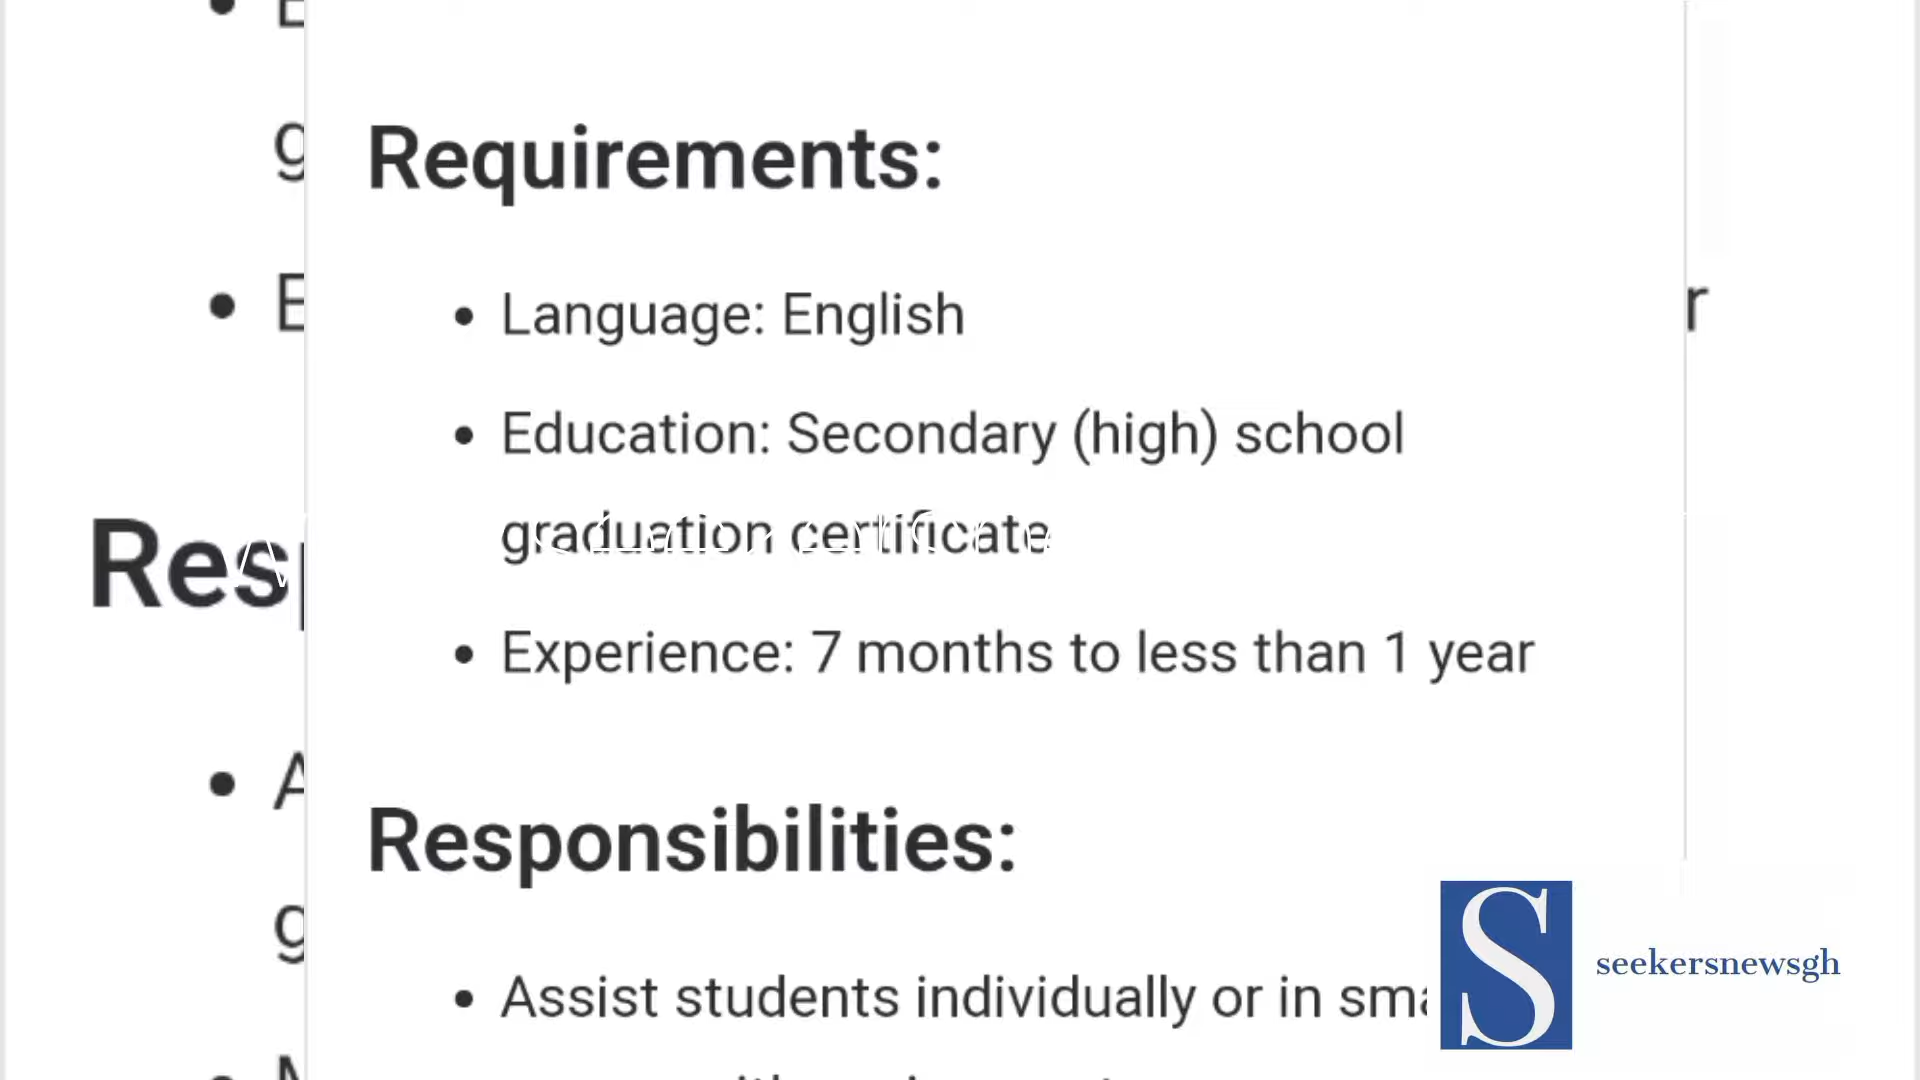 Requirements:
Language: English
Education: Secondary (high) school
graduation certificate
Experience: 7 months to less than 1 year
Responsibilities:
Assist students individually or in
S
seekersnewsgh